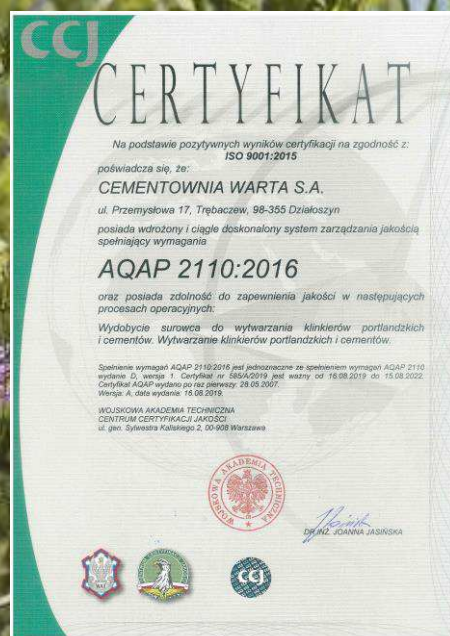 CCJ
CERTYFIKAT
Na podstawie pozytywnych wyników certyfikacji na zgodność z:
ISO 9001:2015
poświadcza się, że:
CEMENTOWNIA WARTA S.A.
ul. Przemysłowa 17, Trębaczew, 98-355 Działoszyn
posiada wdrożony i ciągle doskonalony system zarządzania jakością
spełniający wymagania
AQAP 2110:2016
oraz posiada zdolność do zapewnienia jakości w następujących
procesach operacyjnych:
Wydobycie surowca do wytwarzania klinkierów portlandzkich
i cementów. Wytwarzanie klinkierów portlandzkich i cementów.
Spełnienie wymagań AQAP 2110:2016 jest jednoznaczne ze spełnieniem wymagań AQAP 2110
wydanie D, wersja 1. Certyfikat nr 585/A/2019 jest ważny od 16.08.2019 do 15.08.2022.
Certyfikat AQAP wydano po raz pierwszy: 28.05.2007.
Wersja: A, data wydania: 16.08.2019.
WOJSKOWA AKADEMIA TECHNICZNA
CENTRUM CERTYFIKACJI JAKOŚCI
ul. gen. Sylwestra Kaliskiego 2, 00-908 Warszawa
WOJSKOWA AKADEMIA TECHNICZNA
DR INŻ. JOANNA JASIŃSKA
WAT
CCJ